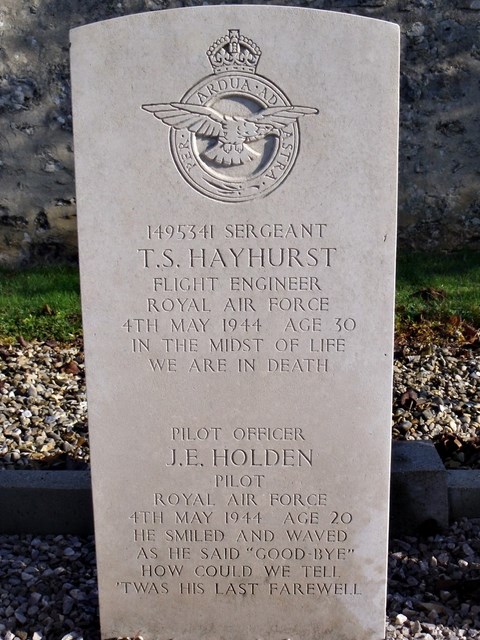 PER ARDUA AD ASTRA
1495341 SERGEANT
T.S. HAYHURST
FLIGHT ENGINEER
ROYAL AIR FORCE
4TH MAY 1944 AGE 30
IN THE MIDST OF LIFE
WE ARE IN DEATH
PILOT OFFICER
J.E. HOLDEN
PILOT
ROYAL AIR FORCE
4TH MAY 1944 AGE 20
HE SMILED AND WAVED
AS HE SAID "GOOD-BYE"
HOW COULD WE TELL
'TWAS HIS LAST FAREWELL